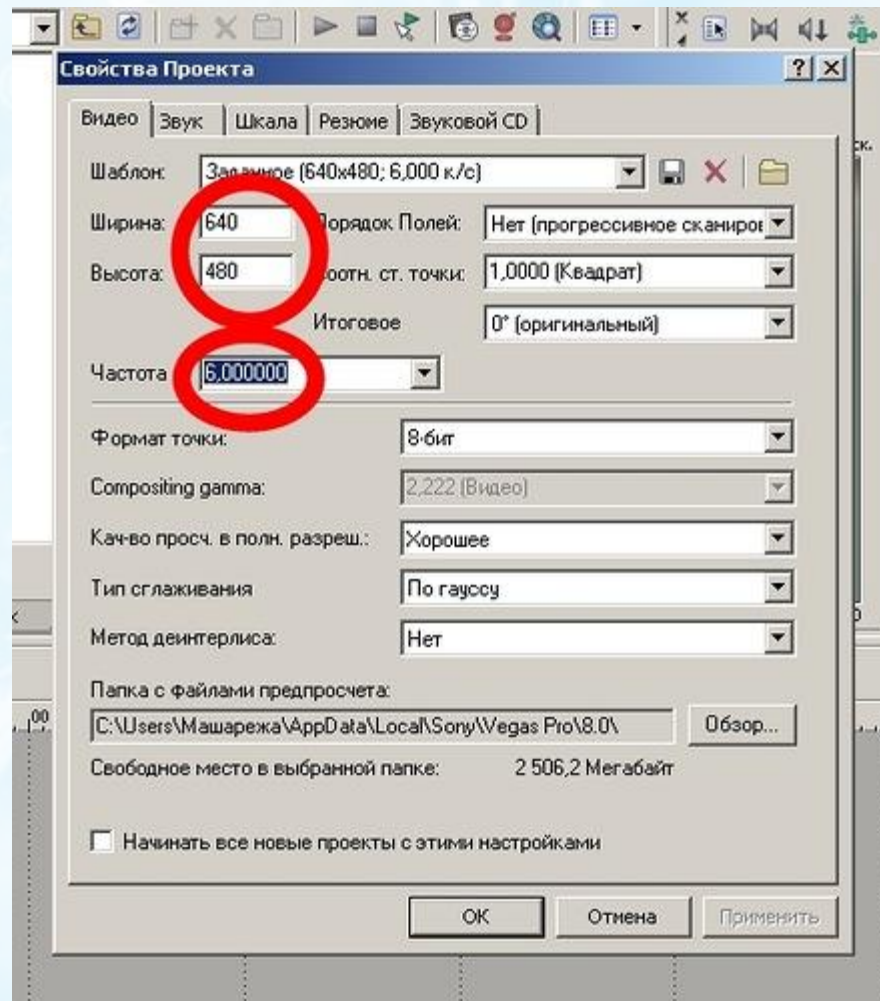 Свойства Проекта
Видео Звук Шкала Резюме Звуковой CD
Шаблон: Заданное (640x480; 6,000 к/с)
Ширина: 640 Порядок Полей: Нет (прогрессивное сканиров
Высота: 480 Соотн. ст. точки: 1,0000 (Квадрат)
Итоговое 0° (оригинальный)
Частота 6,000000
Формат точки: 8-бит
Compositing gamma: 2,222 (Видео)
Кач-во просч. в полн. разреш.: Хорошее
Тип сглаживания По гауссу
Метод деинтерлиса: Нет
Папка с файлами предпросчета:
C:\Users\Машарежа\AppData\Local\Sony\Vegas Pro\8.0\ Обзор...
Свободное место в выбранной папке: 2 506,2 Мегабайт
Начинать все новые проекты с этими настройками
OK Отмена Применить